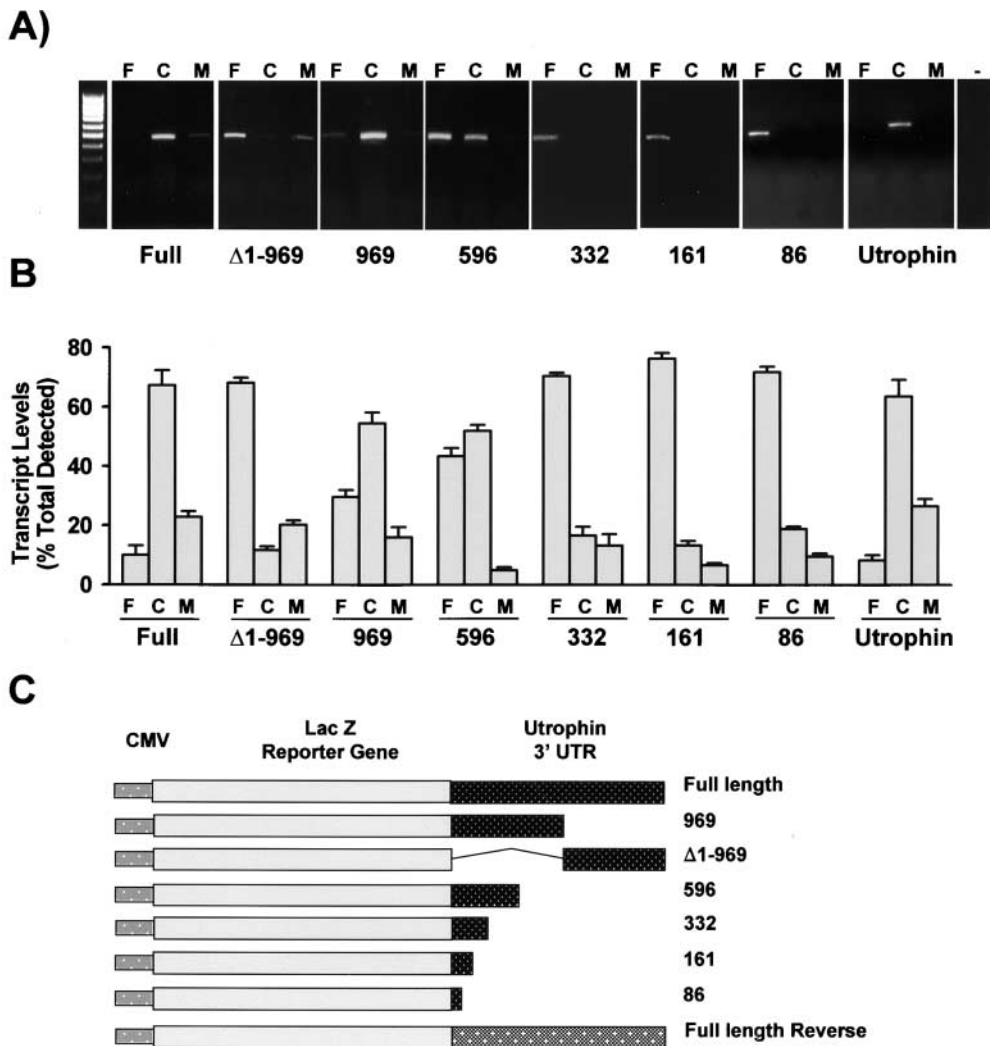 A)
F C M F C M F C M F C M F C M F C M F C M F C M -
Full Δ1-969 969 596 332 161 86 Utrophin
B
Transcript Levels
(% Total Detected)
80
60
40
20
0
F C M F C M F C M F C M F C M F C M F C M F C M
Full Δ1-969 969 596 332 161 86 Utrophin
C
CMV
Lac Z
Reporter Gene
Utrophin
3' UTR
Full length
969
Δ1-969
596
332
161
86
Full length Reverse